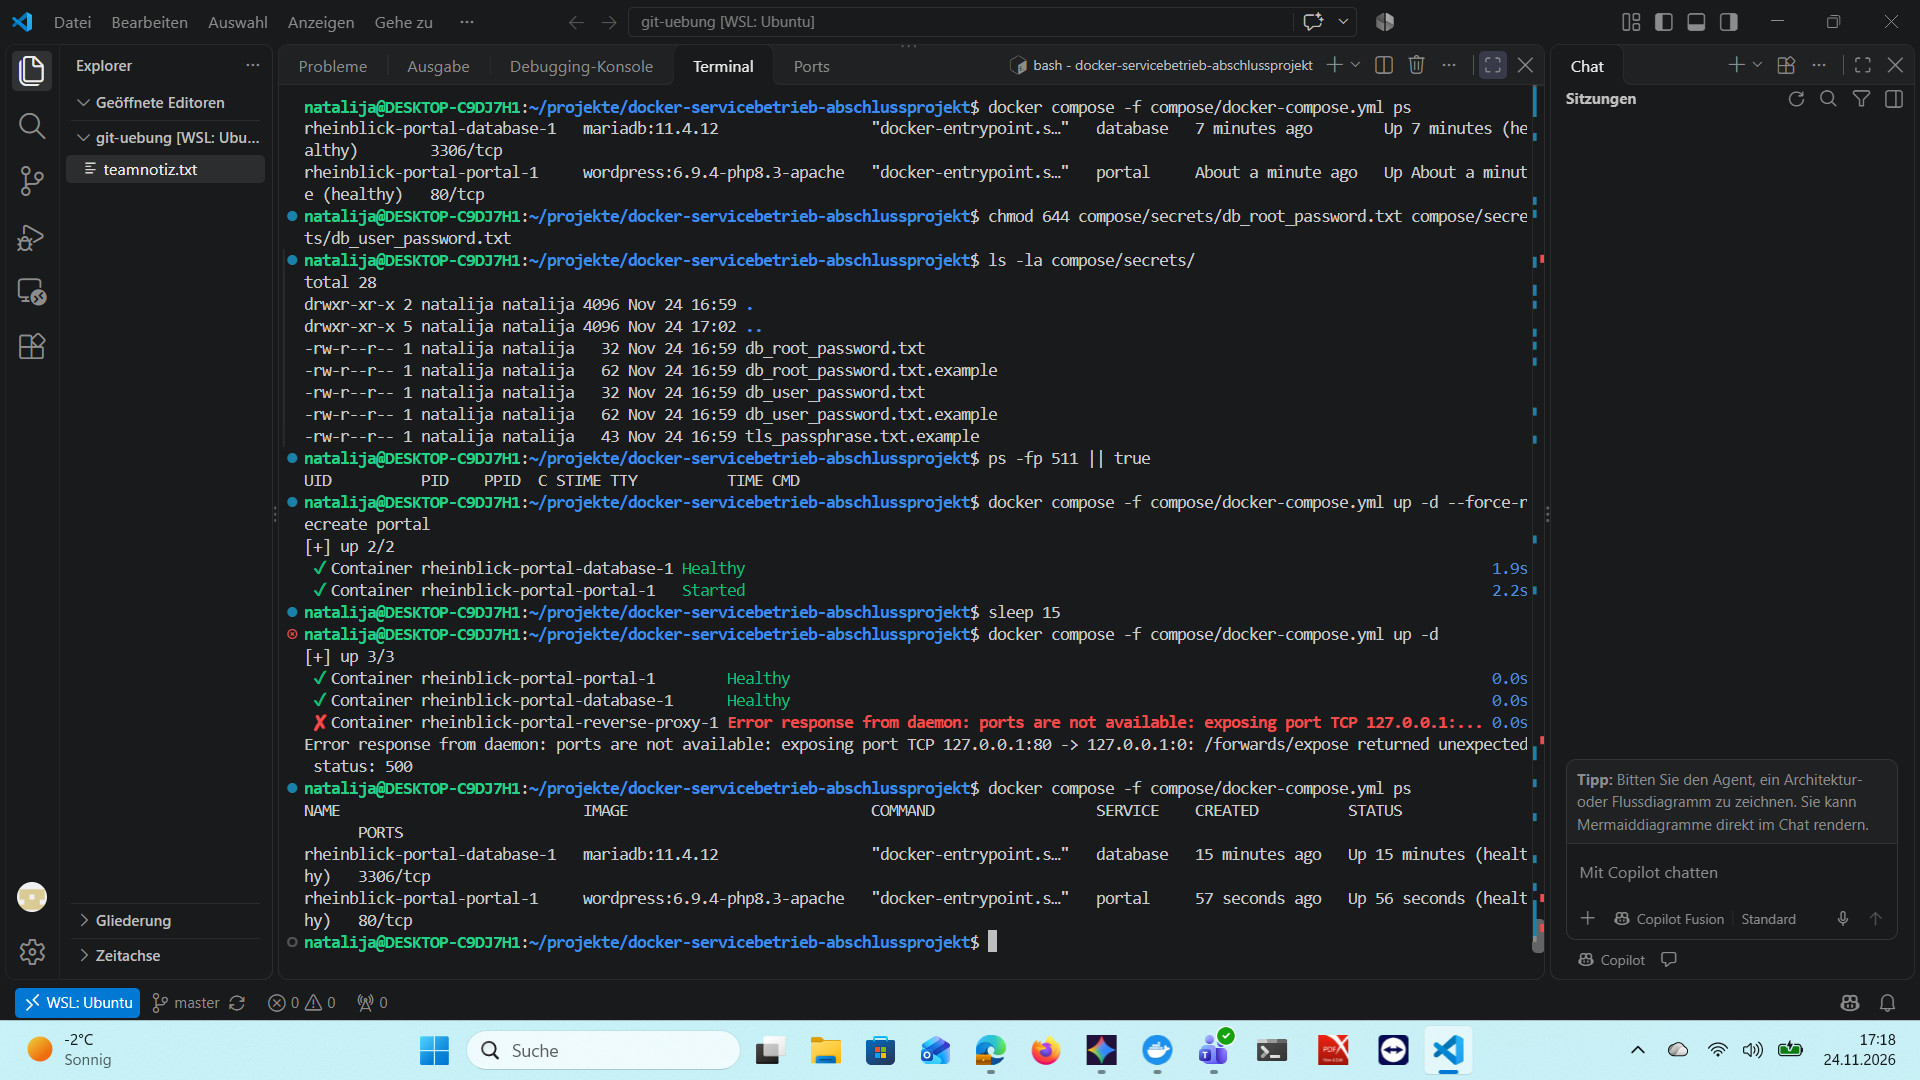 Datei Bearbeiten Auswahl Anzeigen Gehe zu ···
git-uebung [WSL: Ubuntu]
Explorer ···
Geöffnete Editoren
git-uebung [WSL: Ubu...
teamnotiz.txt
Gliederung
Zeitachse
Probleme Ausgabe Debugging-Konsole Terminal Ports
bash - docker-servicebetrieb-abschlussprojekt
natalija@DESKTOP-C9DJ7H1:~/projekte/docker-servicebetrieb-abschlussprojekt$ docker compose -f compose/docker-compose.yml ps
rheinblick-portal-database-1 mariadb:11.4.12 "docker-entrypoint.s…" database 7 minutes ago Up 7 minutes (he
althy) 3306/tcp
rheinblick-portal-portal-1 wordpress:6.9.4-php8.3-apache "docker-entrypoint.s…" portal About a minute ago Up About a minut
e (healthy) 80/tcp
natalija@DESKTOP-C9DJ7H1:~/projekte/docker-servicebetrieb-abschlussprojekt$ chmod 644 compose/secrets/db_root_password.txt compose/secre
ts/db_user_password.txt
natalija@DESKTOP-C9DJ7H1:~/projekte/docker-servicebetrieb-abschlussprojekt$ ls -la compose/secrets/
total 28
drwxr-xr-x 2 natalija natalija 4096 Nov 24 16:59 .
drwxr-xr-x 5 natalija natalija 4096 Nov 24 17:02 ..
-rw-r--r-- 1 natalija natalija 32 Nov 24 16:59 db_root_password.txt
-rw-r--r-- 1 natalija natalija 62 Nov 24 16:59 db_root_password.txt.example
-rw-r--r-- 1 natalija natalija 32 Nov 24 16:59 db_user_password.txt
-rw-r--r-- 1 natalija natalija 62 Nov 24 16:59 db_user_password.txt.example
-rw-r--r-- 1 natalija natalija 43 Nov 24 16:59 tls_passphrase.txt.example
natalija@DESKTOP-C9DJ7H1:~/projekte/docker-servicebetrieb-abschlussprojekt$ ps -fp 511 || true
UID PID PPID C STIME TTY TIME CMD
natalija@DESKTOP-C9DJ7H1:~/projekte/docker-servicebetrieb-abschlussprojekt$ docker compose -f compose/docker-compose.yml up -d --force-r
ecreate portal
[+] up 2/2
✓ Container rheinblick-portal-database-1 Healthy 1.9s
✓ Container rheinblick-portal-portal-1 Started 2.2s
natalija@DESKTOP-C9DJ7H1:~/projekte/docker-servicebetrieb-abschlussprojekt$ sleep 15
natalija@DESKTOP-C9DJ7H1:~/projekte/docker-servicebetrieb-abschlussprojekt$ docker compose -f compose/docker-compose.yml up -d
[+] up 3/3
✓ Container rheinblick-portal-portal-1 Healthy 0.0s
✓ Container rheinblick-portal-database-1 Healthy 0.0s
✗ Container rheinblick-portal-reverse-proxy-1 Error response from daemon: ports are not available: exposing port TCP 127.0.0.1:... 0.0s
Error response from daemon: ports are not available: exposing port TCP 127.0.0.1:80 -> 127.0.0.1:0: /forwards/expose returned unexpected
status: 500
natalija@DESKTOP-C9DJ7H1:~/projekte/docker-servicebetrieb-abschlussprojekt$ docker compose -f compose/docker-compose.yml ps
NAME IMAGE COMMAND SERVICE CREATED STATUS
PORTS
rheinblick-portal-database-1 mariadb:11.4.12 "docker-entrypoint.s…" database 15 minutes ago Up 15 minutes (healt
hy) 3306/tcp
rheinblick-portal-portal-1 wordpress:6.9.4-php8.3-apache "docker-entrypoint.s…" portal 57 seconds ago Up 56 seconds (healt
hy) 80/tcp
natalija@DESKTOP-C9DJ7H1:~/projekte/docker-servicebetrieb-abschlussprojekt$
Chat
Sitzungen
Tipp: Bitten Sie den Agent, ein Architektur-
oder Flussdiagramm zu zeichnen. Sie kann
Mermaiddiagramme direkt im Chat rendern.
Mit Copilot chatten
Copilot Fusion Standard
Copilot
WSL: Ubuntu master 0 0 0
-2°C
Sonnig
Suche
PDFX
17:18
24.11.2026